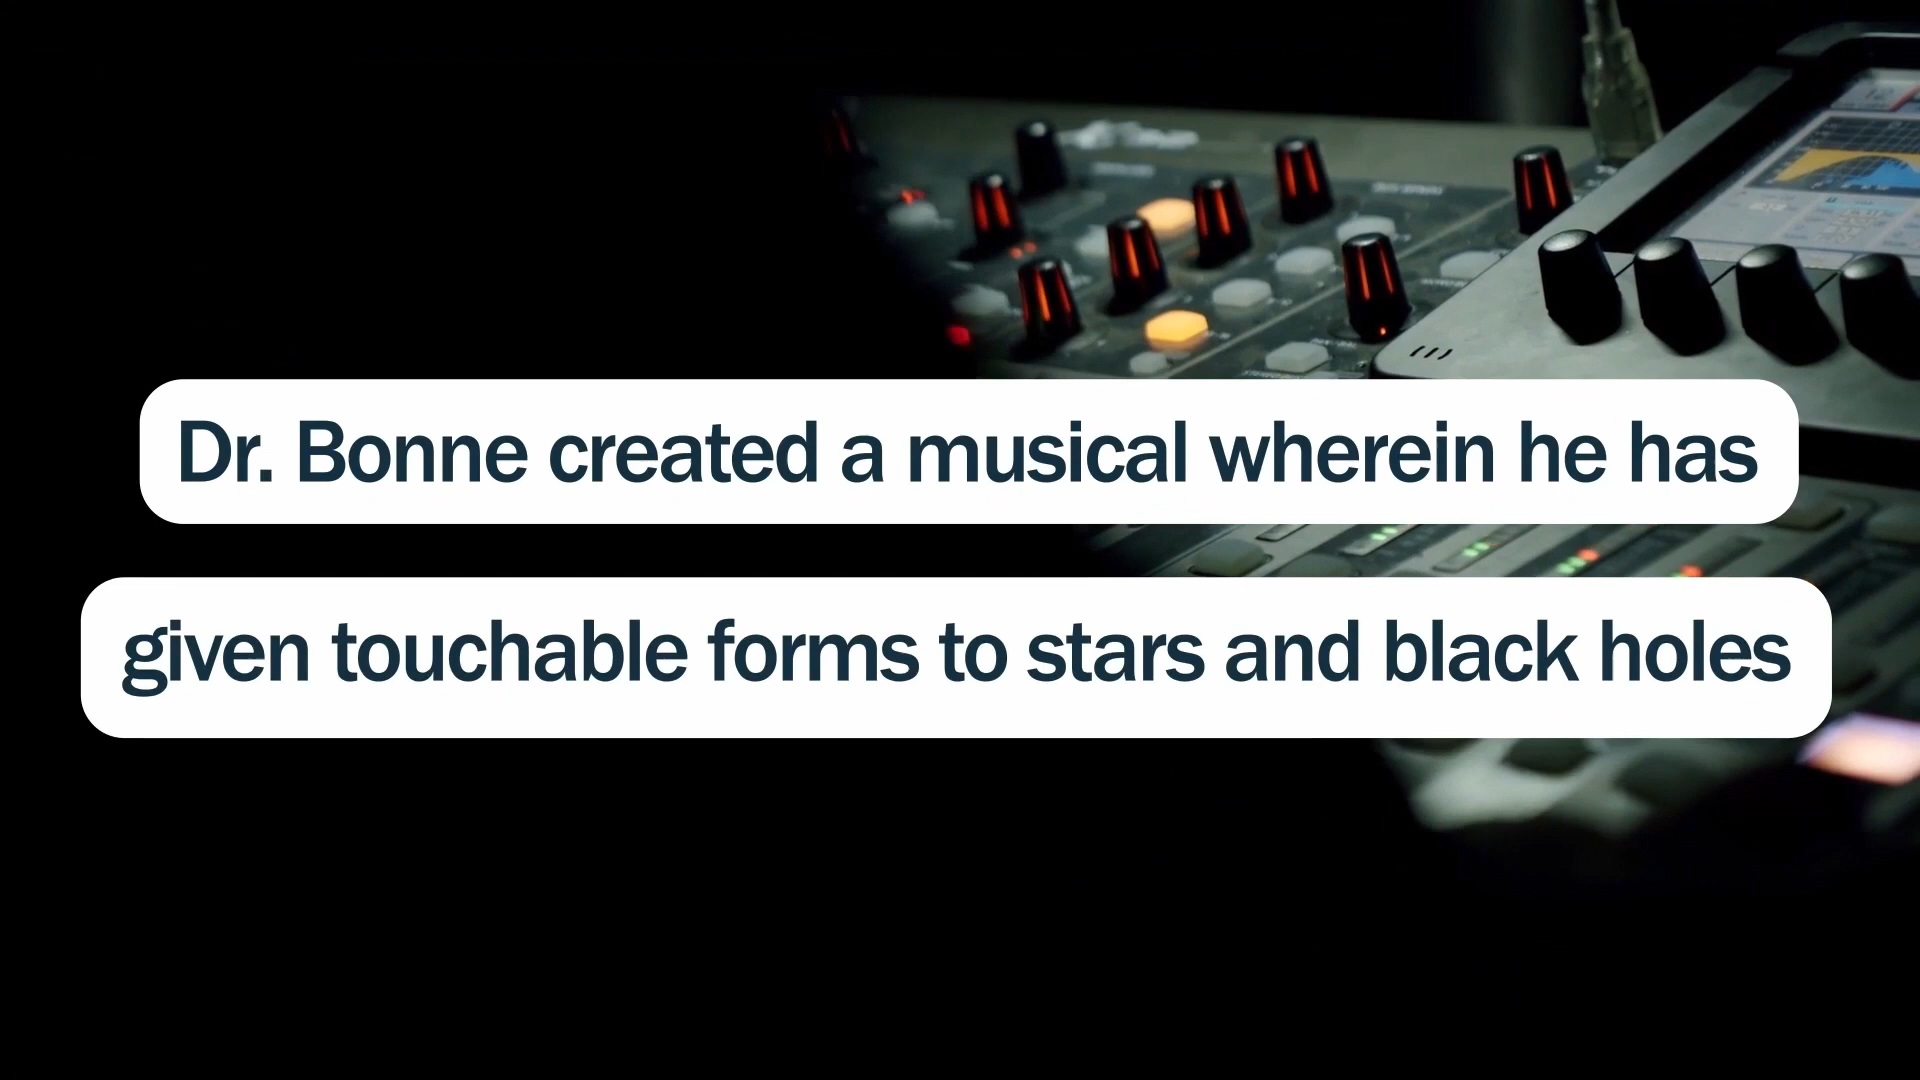 Dr. Bonne created a musical wherein he has
given touchable forms to stars and black holes